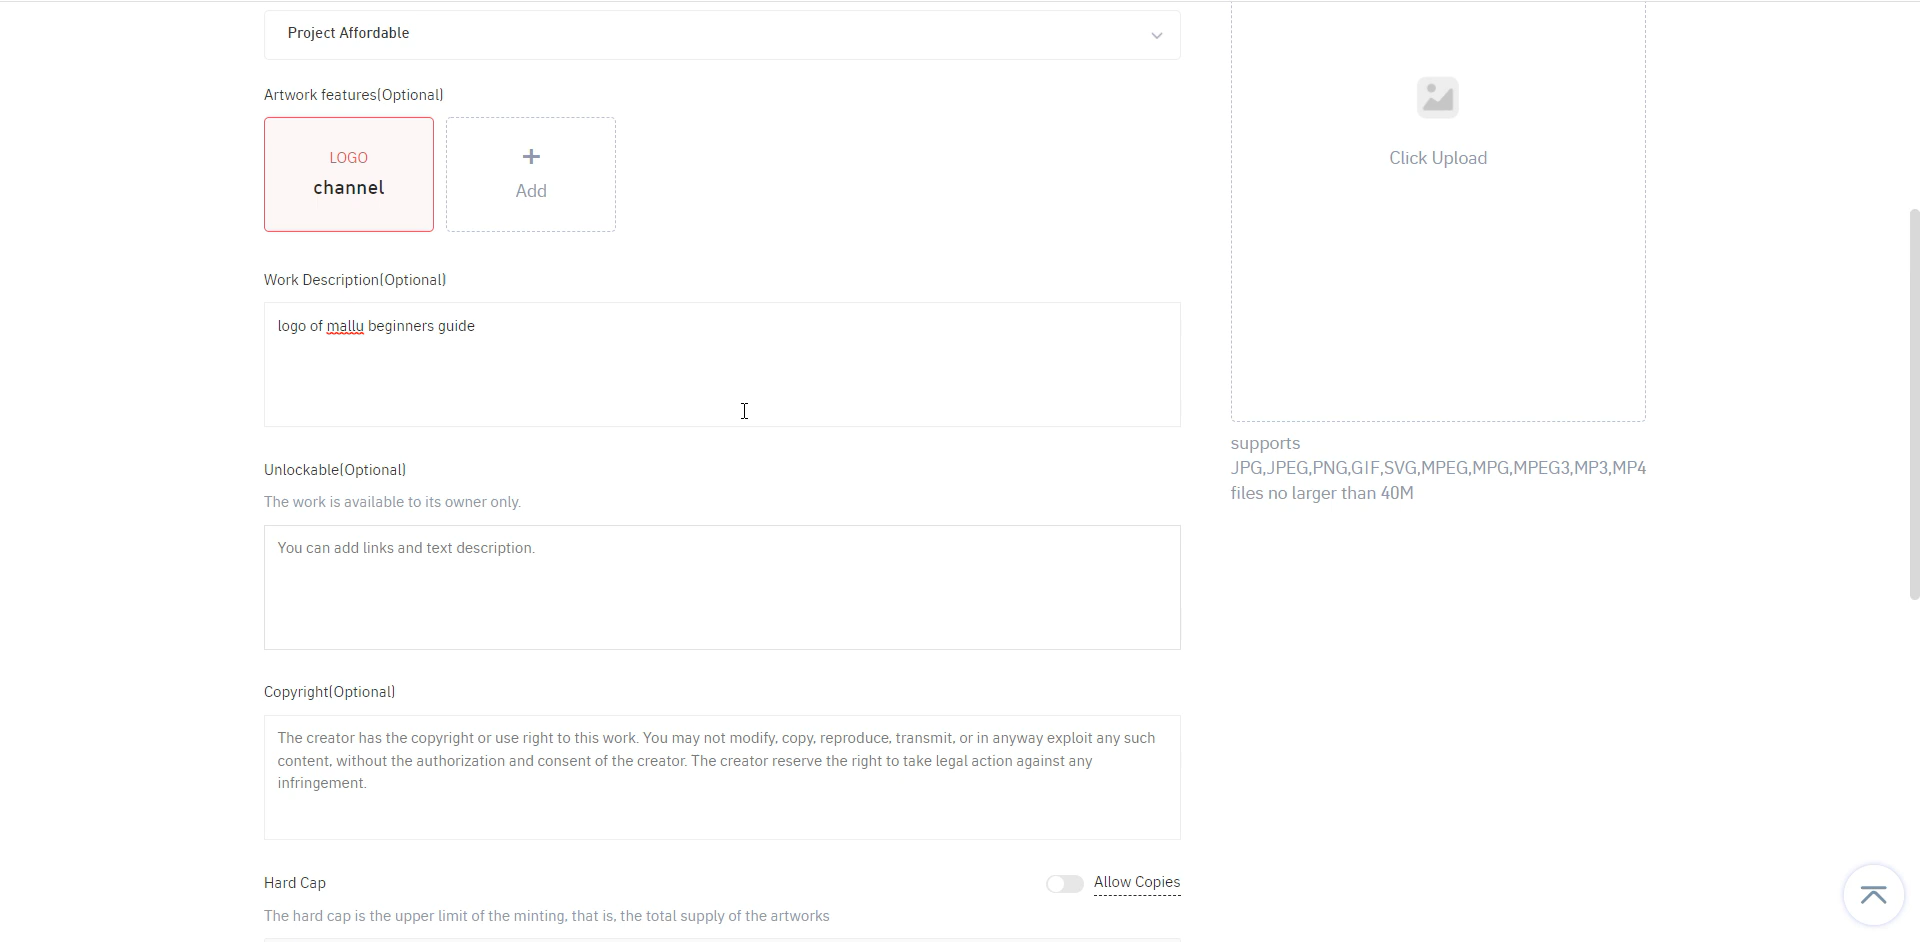 Project Affordable
Artwork features(Optional)
LOGO
channel
+
Add
Click Upload
Work Description(Optional)
logo of mallu beginners guide
supports
JPG,JPEG,PNG,GIF,SVG,MPEG,MPG,MPEG3,MP3,MP4
files no larger than 40M
Unlockable(Optional)
The work is available to its owner only.
You can add links and text description.
Copyright(Optional)
The creator has the copyright or use right to this work. You may not modify, copy, reproduce, transmit, or in anyway exploit any such
content, without the authorization and consent of the creator. The creator reserve the right to take legal action against any
infringement.
Hard Cap
Allow Copies
The hard cap is the upper limit of the minting, that is, the total supply of the artworks